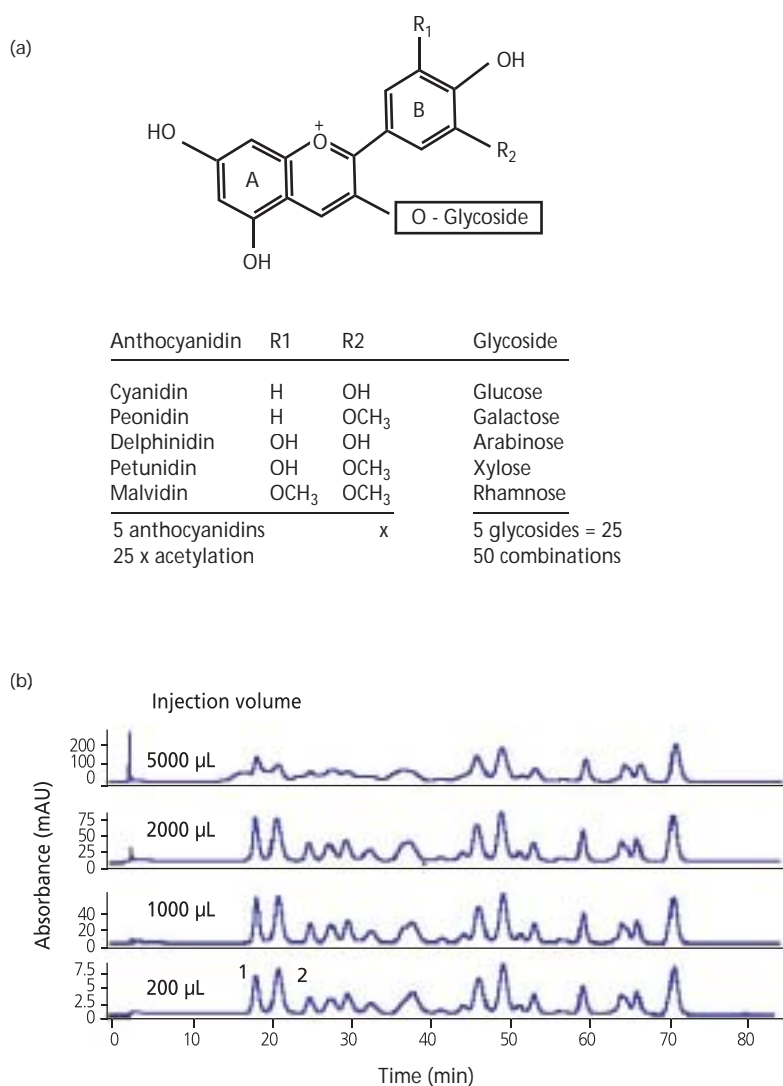 (a)
R₁
OH
B
R₂
HO
+
O
A
O - Glycoside
OH
Anthocyanidin R1 R2 Glycoside
Cyanidin H OH Glucose
Peonidin H OCH₃ Galactose
Delphinidin OH OH Arabinose
Petunidin OH OCH₃ Xylose
Malvidin OCH₃ OCH₃ Rhamnose
5 anthocyanidins x 5 glycosides = 25
25 x acetylation 50 combinations
(b)
Injection volume
200
100
0
5000 µL
75
50
25
0
2000 µL
40
20
0
1000 µL
7.5
5
2.5
0
200 µL
1
2
Absorbance (mAU)
0 10 20 30 40 50 60 70 80
Time (min)